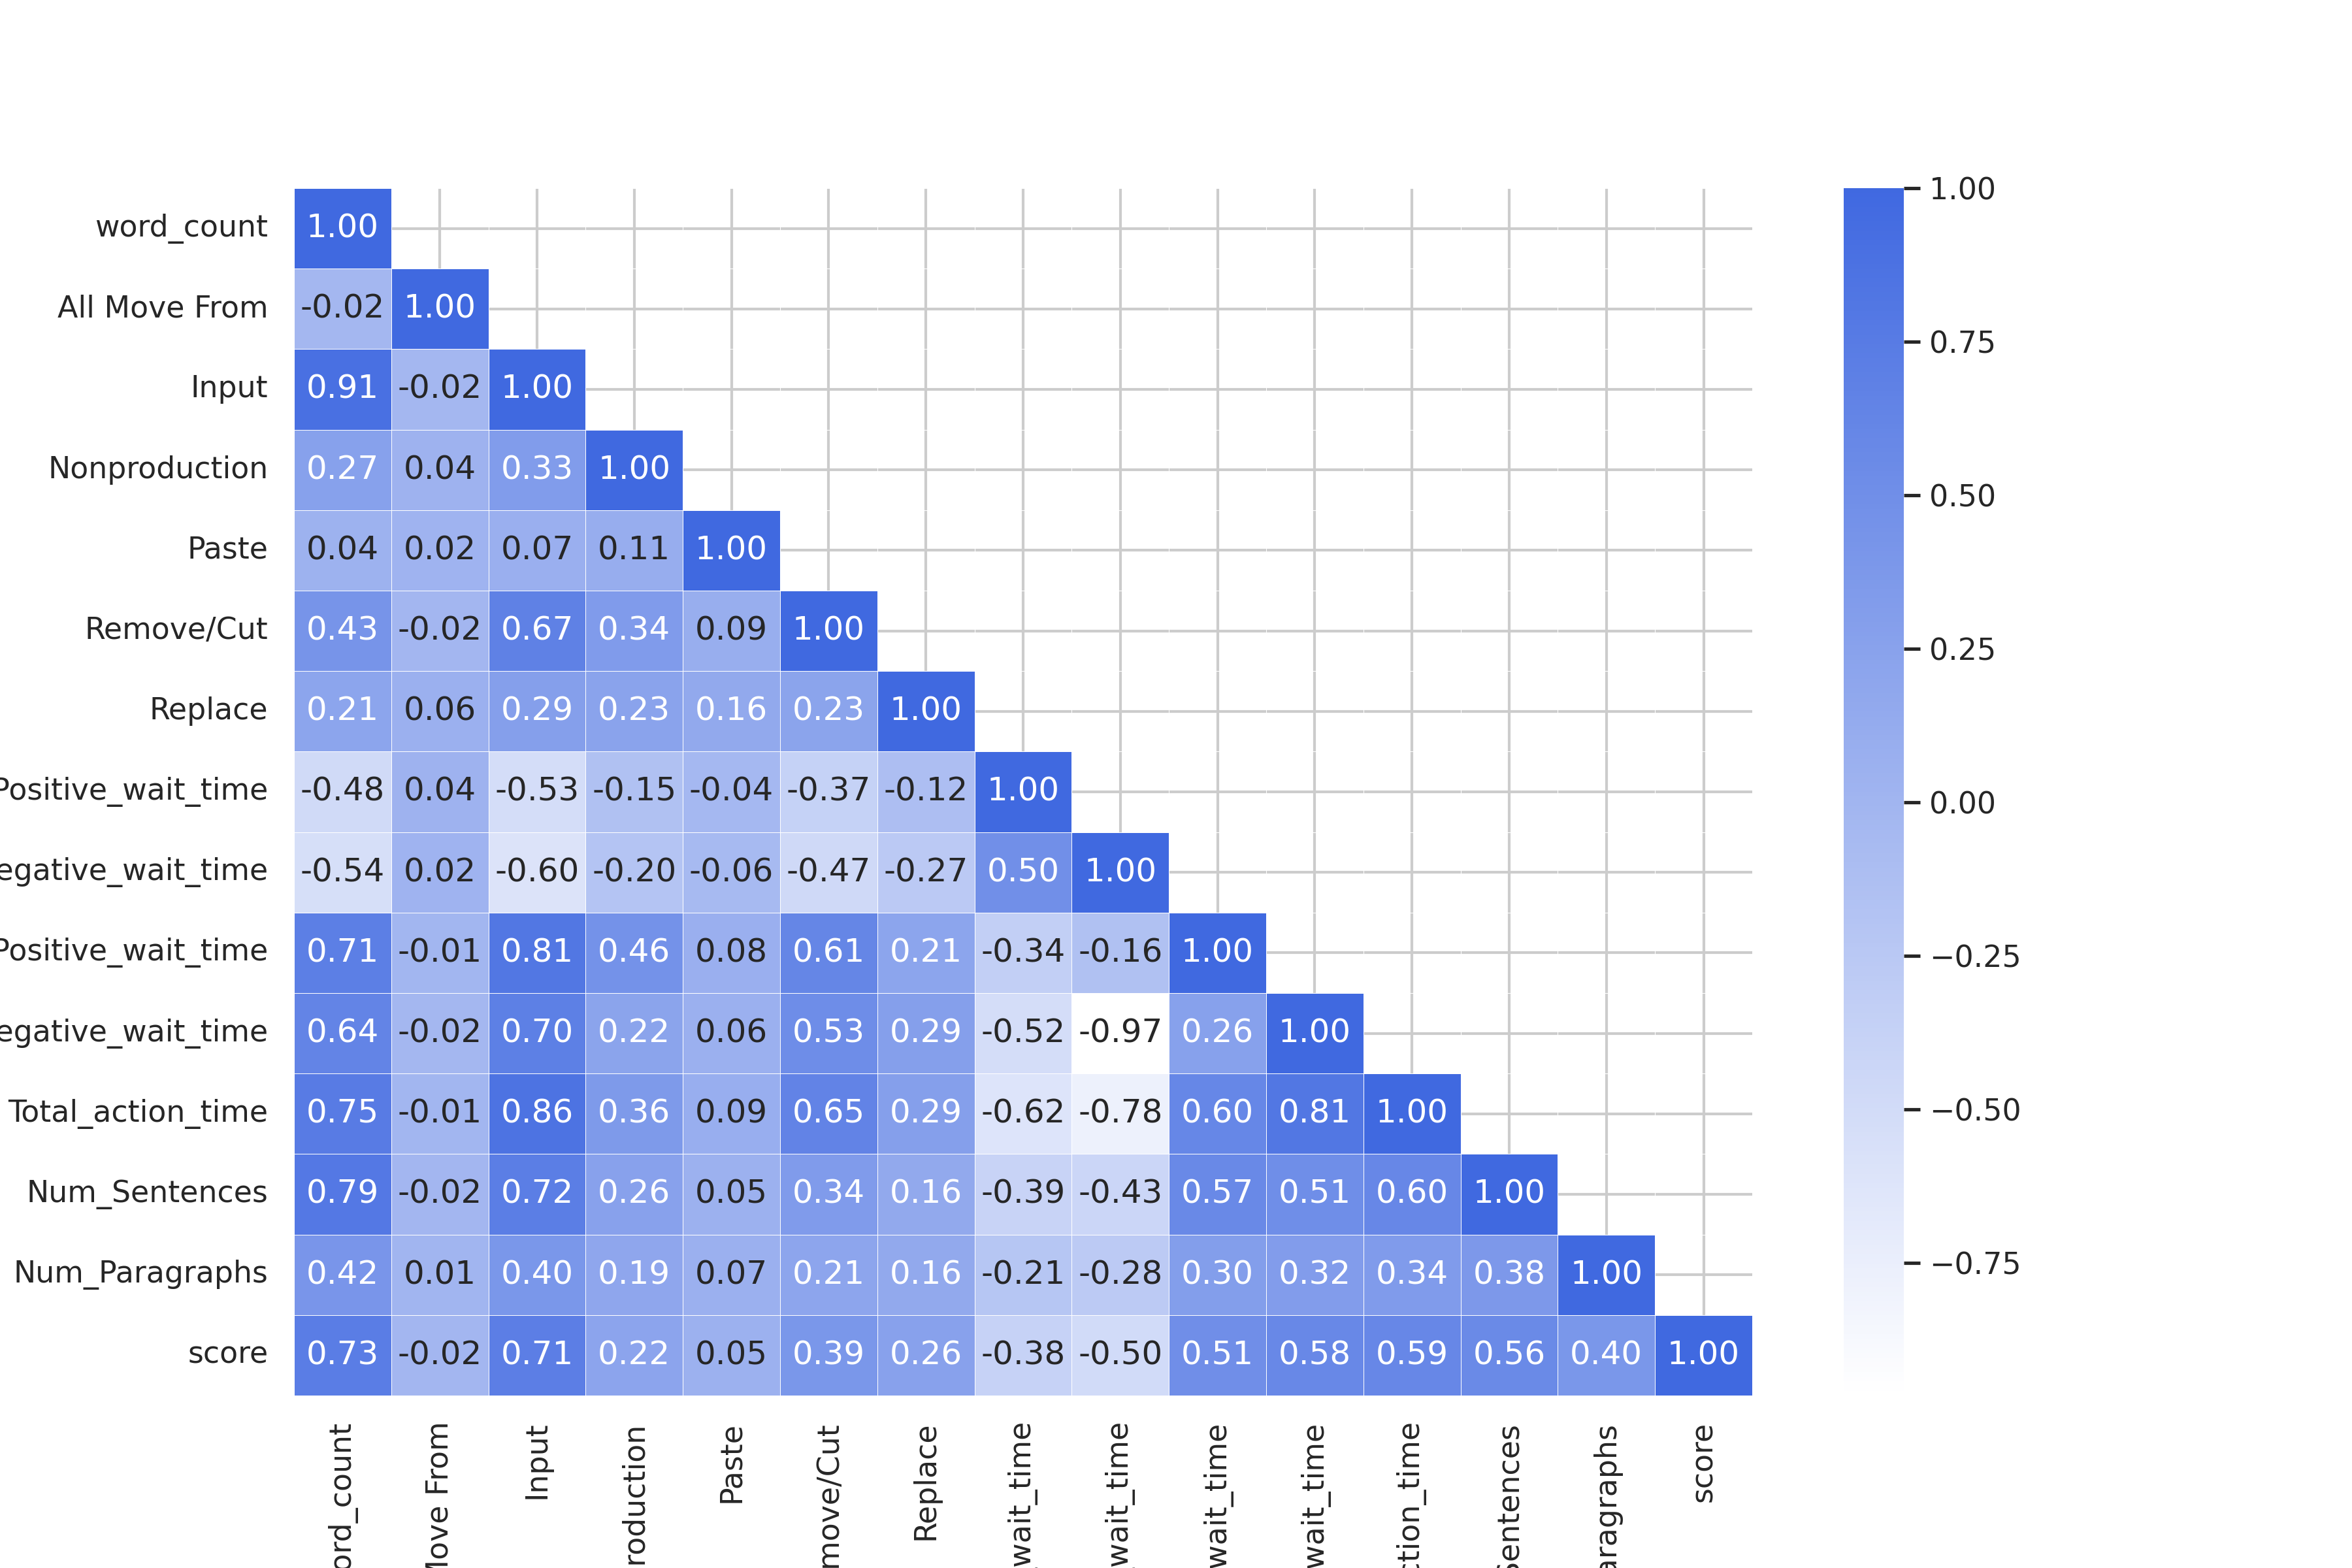 word_count 1.00
All Move From -0.02 1.00
Input 0.91 -0.02 1.00
Nonproduction 0.27 0.04 0.33 1.00
Paste 0.04 0.02 0.07 0.11 1.00
Remove/Cut 0.43 -0.02 0.67 0.34 0.09 1.00
Replace 0.21 0.06 0.29 0.23 0.16 0.23 1.00
Positive_wait_time -0.48 0.04 -0.53 -0.15 -0.04 -0.37 -0.12 1.00
egative_wait_time -0.54 0.02 -0.60 -0.20 -0.06 -0.47 -0.27 0.50 1.00
Positive_wait_time 0.71 -0.01 0.81 0.46 0.08 0.61 0.21 -0.34 -0.16 1.00
egative_wait_time 0.64 -0.02 0.70 0.22 0.06 0.53 0.29 -0.52 -0.97 0.26 1.00
Total_action_time 0.75 -0.01 0.86 0.36 0.09 0.65 0.29 -0.62 -0.78 0.60 0.81 1.00
Num_Sentences 0.79 -0.02 0.72 0.26 0.05 0.34 0.16 -0.39 -0.43 0.57 0.51 0.60 1.00
Num_Paragraphs 0.42 0.01 0.40 0.19 0.07 0.21 0.16 -0.21 -0.28 0.30 0.32 0.34 0.38 1.00
score 0.73 -0.02 0.71 0.22 0.05 0.39 0.26 -0.38 -0.50 0.51 0.58 0.59 0.56 0.40 1.00
ord_count
Move From
Input
roduction
Paste
move/Cut
Replace
wait_time
wait_time
wait_time
wait_time
ction_time
Sentences
aragraphs
score
1.00
0.75
0.50
0.25
0.00
−0.25
−0.50
−0.75